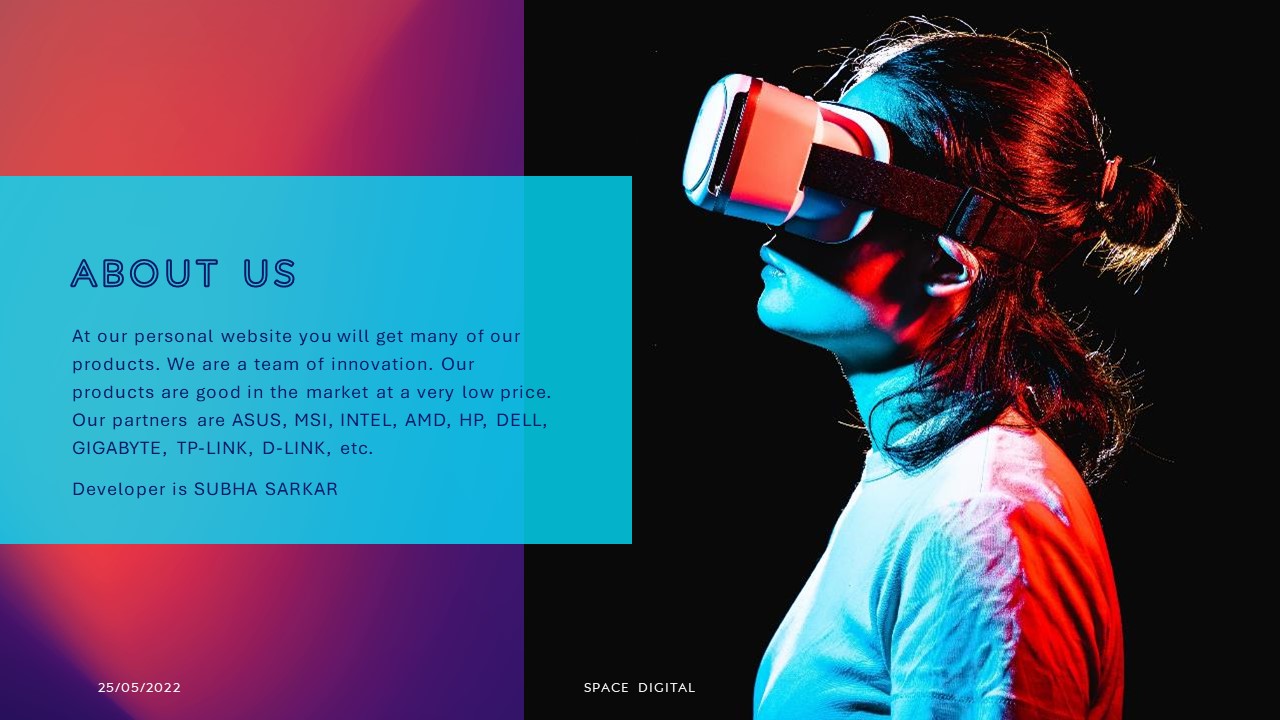 ABOUT US
At our personal website you will get many of our
products. We are a team of innovation. Our
products are good in the market at a very low price.
Our partners are ASUS, MSI, INTEL, AMD, HP, DELL,
GIGABYTE, TP-LINK, D-LINK, etc.
Developer is SUBHA SARKAR
25/05/2022
SPACE DIGITAL